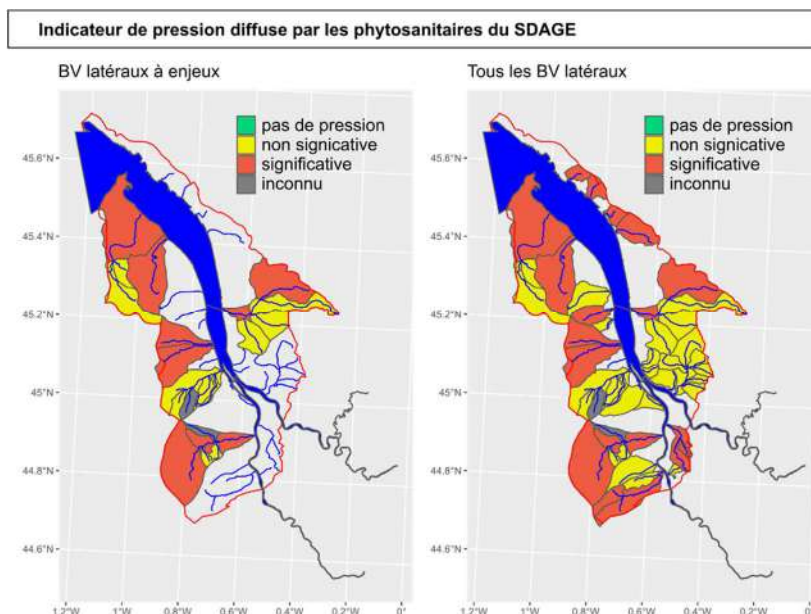 Indicateur de pression diffuse par les phytosanitaires du SDAGE
BV latéraux à enjeux
pas de pression
non signicative
significative
inconnu
45.6°N
45.4°N
45.2°N
45°N
44.8°N
44.6°N
1.2°W
1°W
0.8°W
0.6°W
0.4°W
0.2°W
0°
Tous les BV latéraux
pas de pression
non signicative
significative
inconnu
45.6°N
45.4°N
45.2°N
45°N
44.8°N
44.6°N
1.2°W
1°W
0.8°W
0.6°W
0.4°W
0.2°W
0°